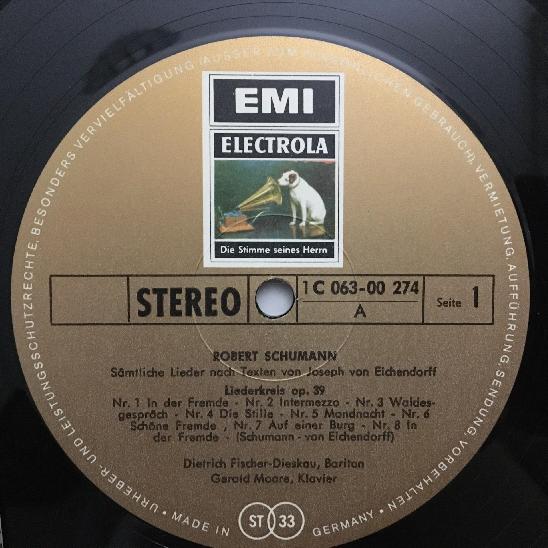 EMI
ELECTROLA
Die Stimme seines Herrn
STEREO
1 C 063-00 274
A
Seite 1
ROBERT SCHUMANN
Sämtliche Lieder nach Texten von Joseph von Eichendorff
Liederkreis op. 39
Nr. 1 In der Fremde - Nr. 2 Intermezzo - Nr. 3 Waldes-
gespräch - Nr. 4 Die Stille - Nr. 5 Mondnacht - Nr. 6
Schöne Fremde , Nr. 7 Auf einer Burg - Nr. 8 In
der Fremde - (Schumann - von Eichendorff)
Dietrich Fischer-Dieskau, Bariton
Gerald Moore, Klavier
URHEBER- UND LEISTUNGSSCHUTZRECHTE, BESONDERS VERVIELFÄLTIGUNG (AUSSER ZUM PERSÖNLICHEN GEBRAUCH), VERMIETUNG, AUFFÜHRUNG, SENDUNG, VORBEHALTEN • MADE IN GERMANY •
ST 33